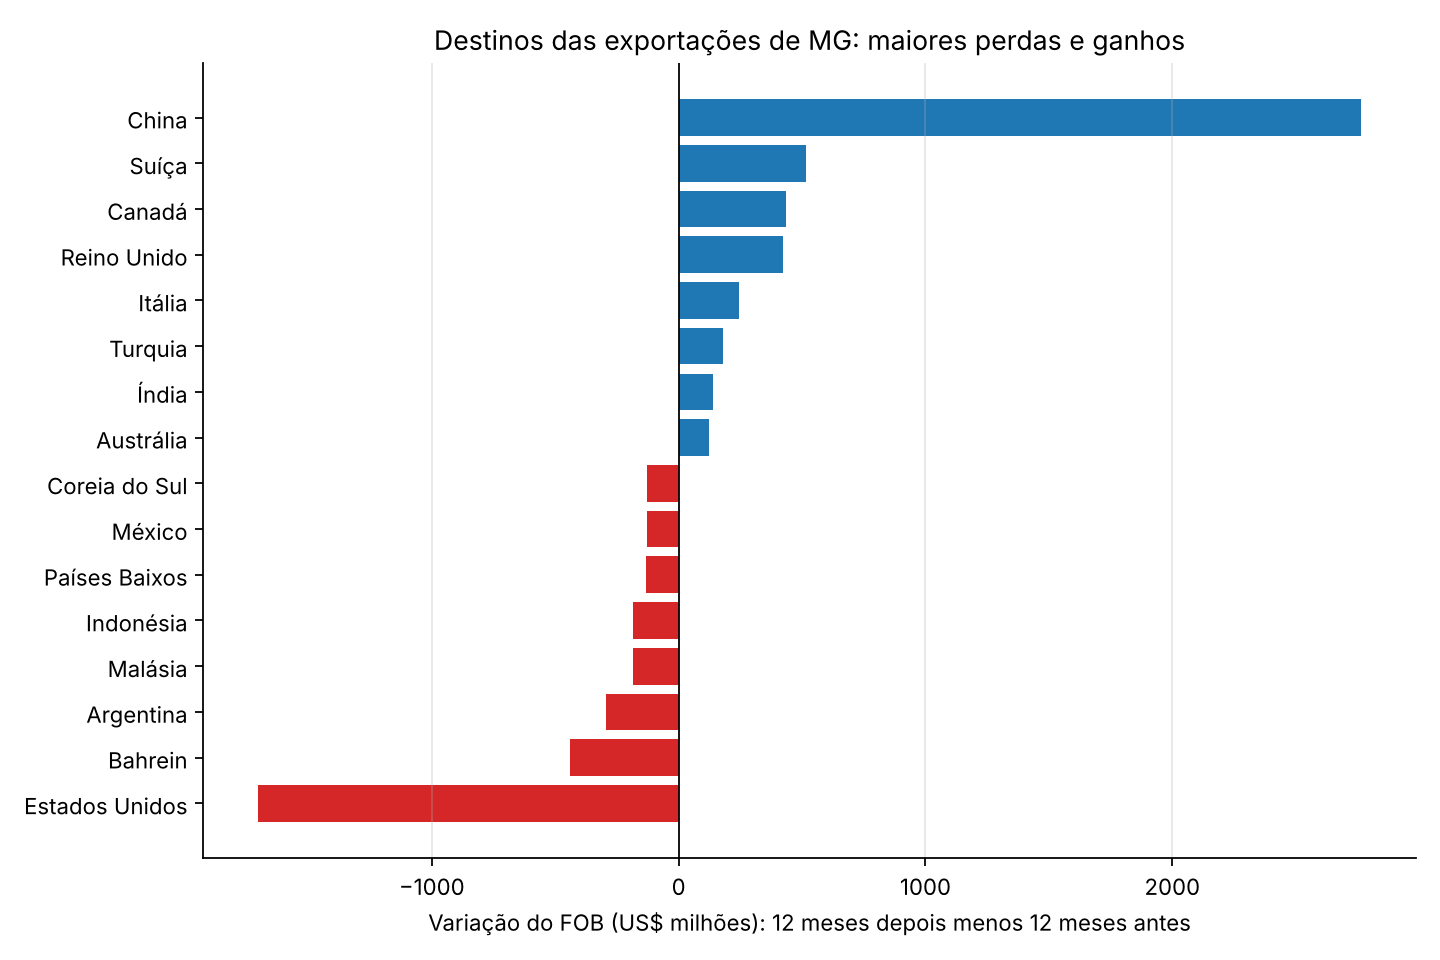 Destinos das exportações de MG: maiores perdas e ganhos
China
Suíça
Canadá
Reino Unido
Itália
Turquia
Índia
Austrália
Coreia do Sul
México
Países Baixos
Indonésia
Malásia
Argentina
Bahrein
Estados Unidos
−1000 0 1000 2000
Variação do FOB (US$ milhões): 12 meses depois menos 12 meses antes